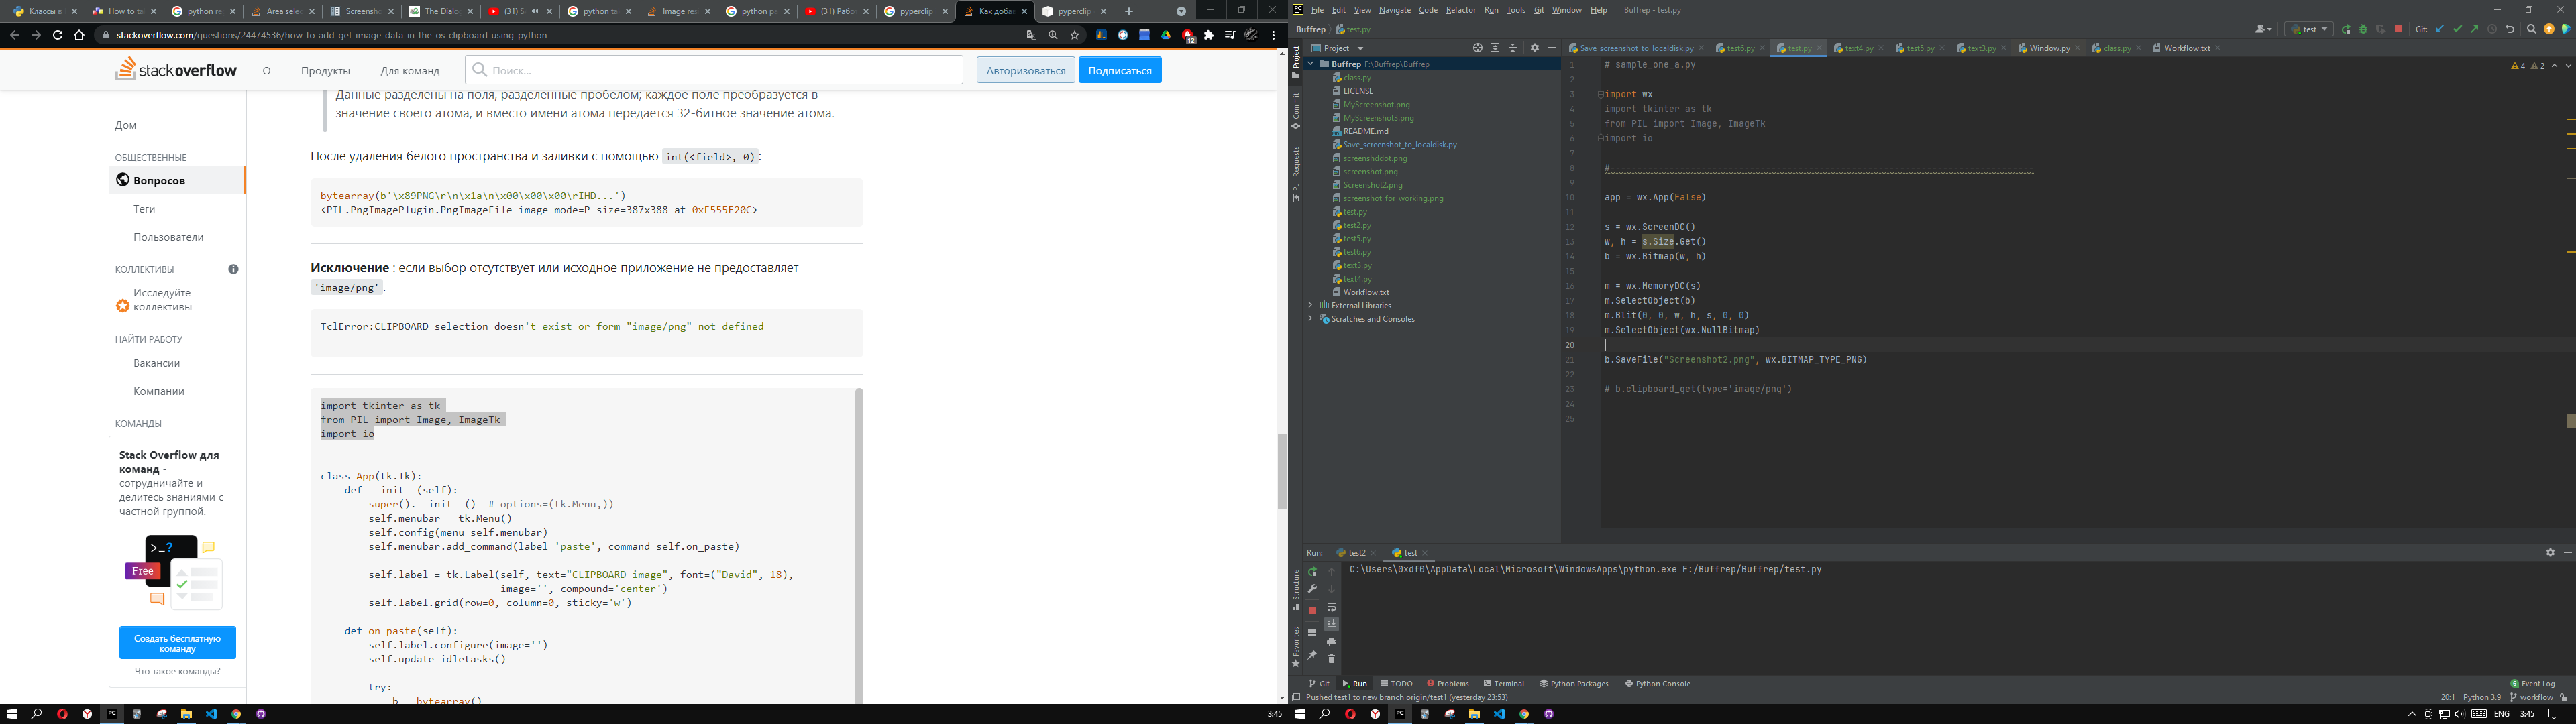 Классы в
How to ta
python re
Area selec
Screenshot
The Dialo
(31) S
python ta
Image res
python pa
(31) Рабо
pyperclip
Как доба
pyperclip
stackoverflow.com/questions/24474536/how-to-add-get-image-data-in-the-os-clipboard-using-python
12
stackoverflow
О
Продукты
Для команд
Поиск...
Авторизоваться
Подписаться
Дом
ОБЩЕСТВЕННЫЕ
Вопросов
Теги
Пользователи
КОЛЛЕКТИВЫ
Исследуйте
коллективы
НАЙТИ РАБОТУ
Вакансии
Компании
КОМАНДЫ
Stack Overflow для
команд -
сотрудничайте и
делитесь знаниями с
частной группой.
>_?
Free
Создать бесплатную
команду
Что такое команды?
Данные разделены на поля, разделенные пробелом; каждое поле преобразуется в
значение своего атома, и вместо имени атома передается 32-битное значение атома.
После удаления белого пространства и заливки с помощью int(<field>, 0):
bytearray(b'\x89PNG\r\n\x1a\n\x00\x00\x00\rIHD...')
<PIL.PngImagePlugin.PngImageFile image mode=P size=387x388 at 0xF555E20C>
Исключение : если выбор отсутствует или исходное приложение не предоставляет
'image/png'.
TclError:CLIPBOARD selection doesn't exist or form "image/png" not defined
import tkinter as tk
from PIL import Image, ImageTk
import io
class App(tk.Tk):
def __init__(self):
super().__init__() # options=(tk.Menu,))
self.menubar = tk.Menu()
self.config(menu=self.menubar)
self.menubar.add_command(label='paste', command=self.on_paste)
self.label = tk.Label(self, text="CLIPBOARD image", font=("David", 18),
image='', compound='center')
self.label.grid(row=0, column=0, sticky='w')
def on_paste(self):
self.label.configure(image='')
self.update_idletasks()
try:
b = bytearray()
3:45
PC
File Edit View Navigate Code Refactor Run Tools Git Window Help
Buffrep - test.py
Buffrep
test.py
test
Git:
Project
Save_screenshot_to_localdisk.py
test6.py
test.py
test4.py
test5.py
text3.py
Window.py
class.py
Workflow.txt
Project
Commit
Pull Requests
Structure
Favorites
Buffrep F:\Buffrep\Buffrep
class.py
LICENSE
MyScreenshot.png
MyScreenshot3.png
README.md
Save_screenshot_to_localdisk.py
screenshddot.png
screenshot.png
Screenshot2.png
screenshot_for_working.png
test.py
test2.py
test5.py
test6.py
text3.py
text4.py
Workflow.txt
External Libraries
Scratches and Consoles
4 2
1 # sample_one_a.py
2
3 import wx
4 import tkinter as tk
5 from PIL import Image, ImageTk
6 import io
7
8 #------------------------------------------------------------------------------
9
10 app = wx.App(False)
11
12 s = wx.ScreenDC()
13 w, h = s.Size.Get()
14 b = wx.Bitmap(w, h)
15
16 m = wx.MemoryDC(s)
17 m.SelectObject(b)
18 m.Blit(0, 0, w, h, s, 0, 0)
19 m.SelectObject(wx.NullBitmap)
20
21 b.SaveFile("Screenshot2.png", wx.BITMAP_TYPE_PNG)
22
23 # b.clipboard_get(type='image/png')
24
25
Run:
test2
test
C:\Users\0xdf0\AppData\Local\Microsoft\WindowsApps\python.exe F:/Buffrep/Buffrep/test.py
Git
Run
TODO
Problems
Terminal
Python Packages
Python Console
Event Log
Pushed test1 to new branch origin/test1 (yesterday 23:53)
20:1 Python 3.9 workflow
ENG 3:45